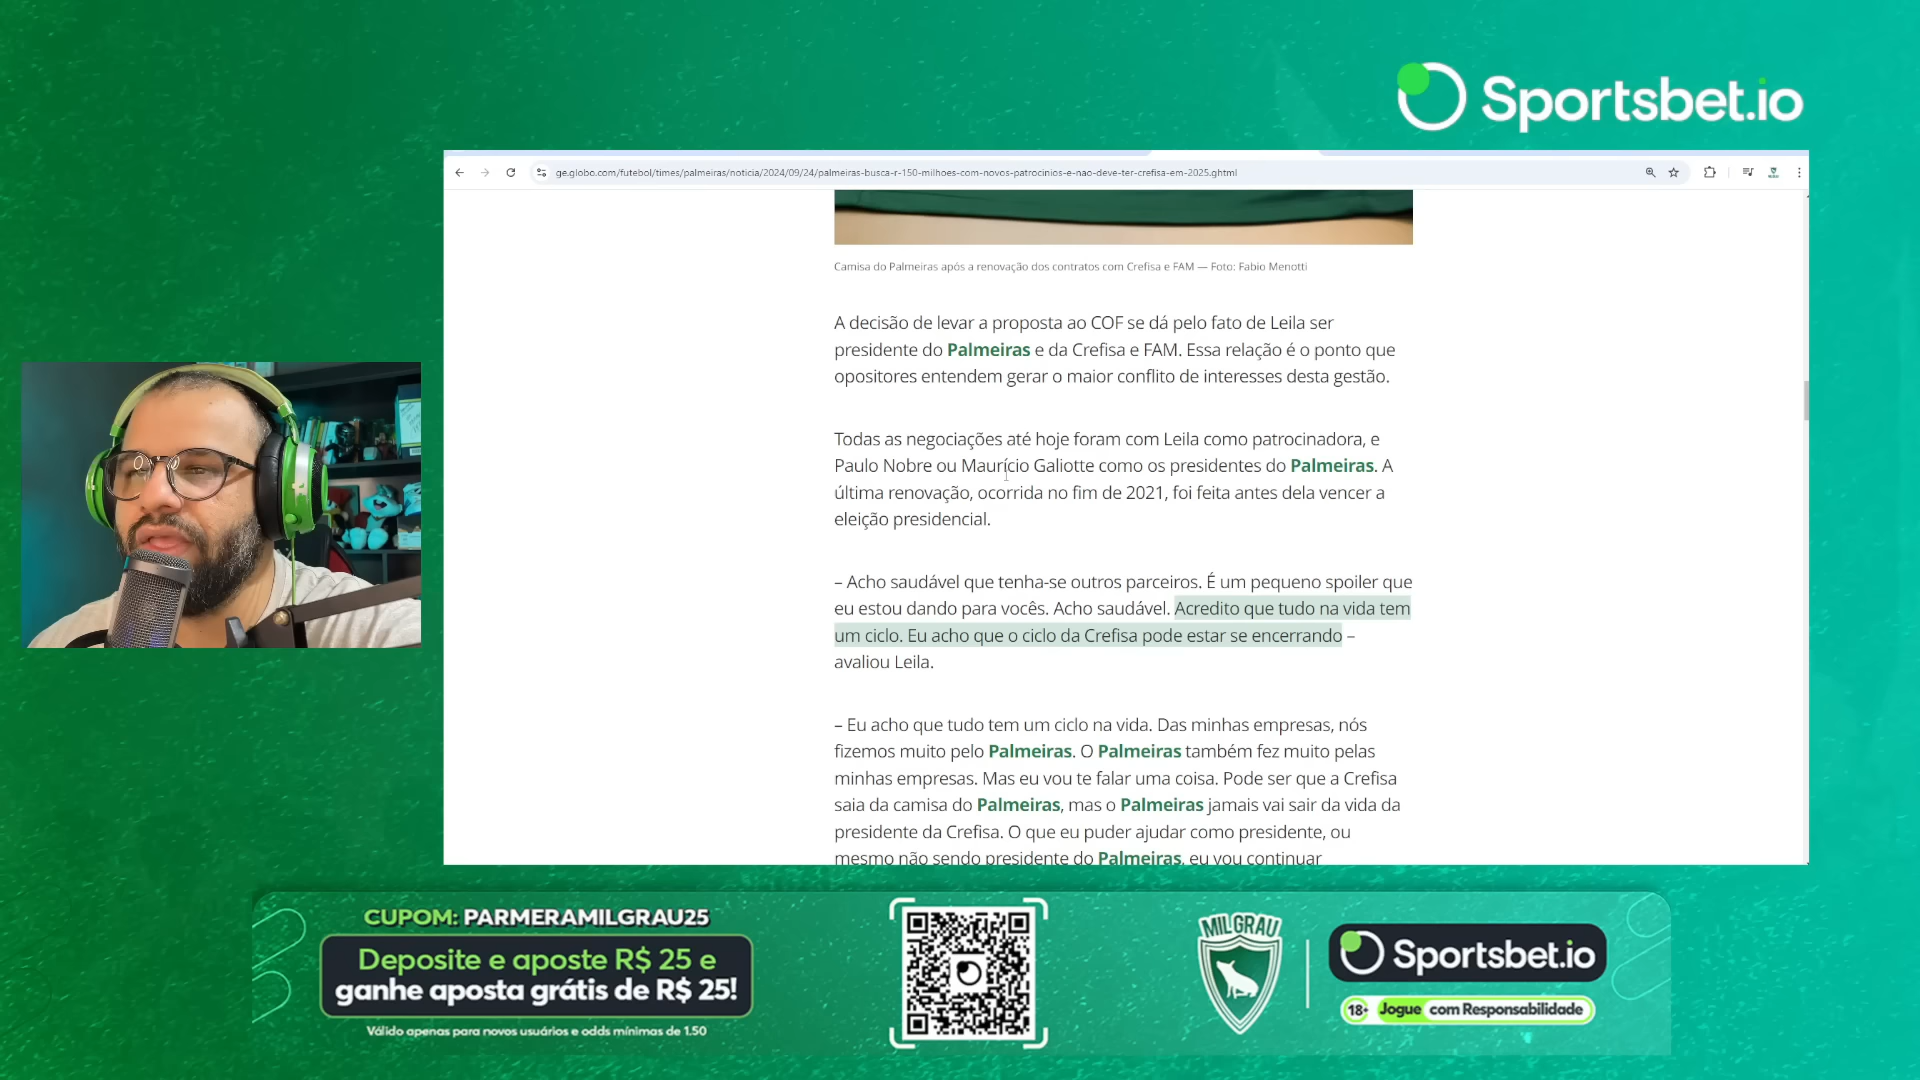 Sportsbet.io
ge.globo.com/futebol/times/palmeiras/noticia/2024/09/24/palmeiras-busca-r-150-milhoes-com-novos-patrocinios-e-nao-deve-ter-crefisa-em-2025.ghtml
Camisa do Palmeiras após a renovação dos contratos com Crefisa e FAM — Foto: Fabio Menotti
A decisão de levar a proposta ao COF se dá pelo fato de Leila ser
presidente do Palmeiras e da Crefisa e FAM. Essa relação é o ponto que
opositores entendem gerar o maior conflito de interesses desta gestão.
Todas as negociações até hoje foram com Leila como patrocinadora, e
Paulo Nobre ou Maurício Galiotte como os presidentes do Palmeiras. A
última renovação, ocorrida no fim de 2021, foi feita antes dela vencer a
eleição presidencial.
– Acho saudável que tenha-se outros parceiros. É um pequeno spoiler que
eu estou dando para vocês. Acho saudável. Acredito que tudo na vida tem
um ciclo. Eu acho que o ciclo da Crefisa pode estar se encerrando –
avaliou Leila.
– Eu acho que tudo tem um ciclo na vida. Das minhas empresas, nós
fizemos muito pelo Palmeiras. O Palmeiras também fez muito pelas
minhas empresas. Mas eu vou te falar uma coisa. Pode ser que a Crefisa
saia da camisa do Palmeiras, mas o Palmeiras jamais vai sair da vida da
presidente da Crefisa. O que eu puder ajudar como presidente, ou
mesmo não sendo presidente do Palmeiras, eu vou continuar
CUPOM: PARMERAMILGRAU25
Deposite e aposte R$ 25 e
ganhe aposta grátis de R$ 25!
Válido apenas para novos usuários e odds mínimas de 1.50
MIL GRAU
Sportsbet.io
18+ Jogue com Responsabilidade